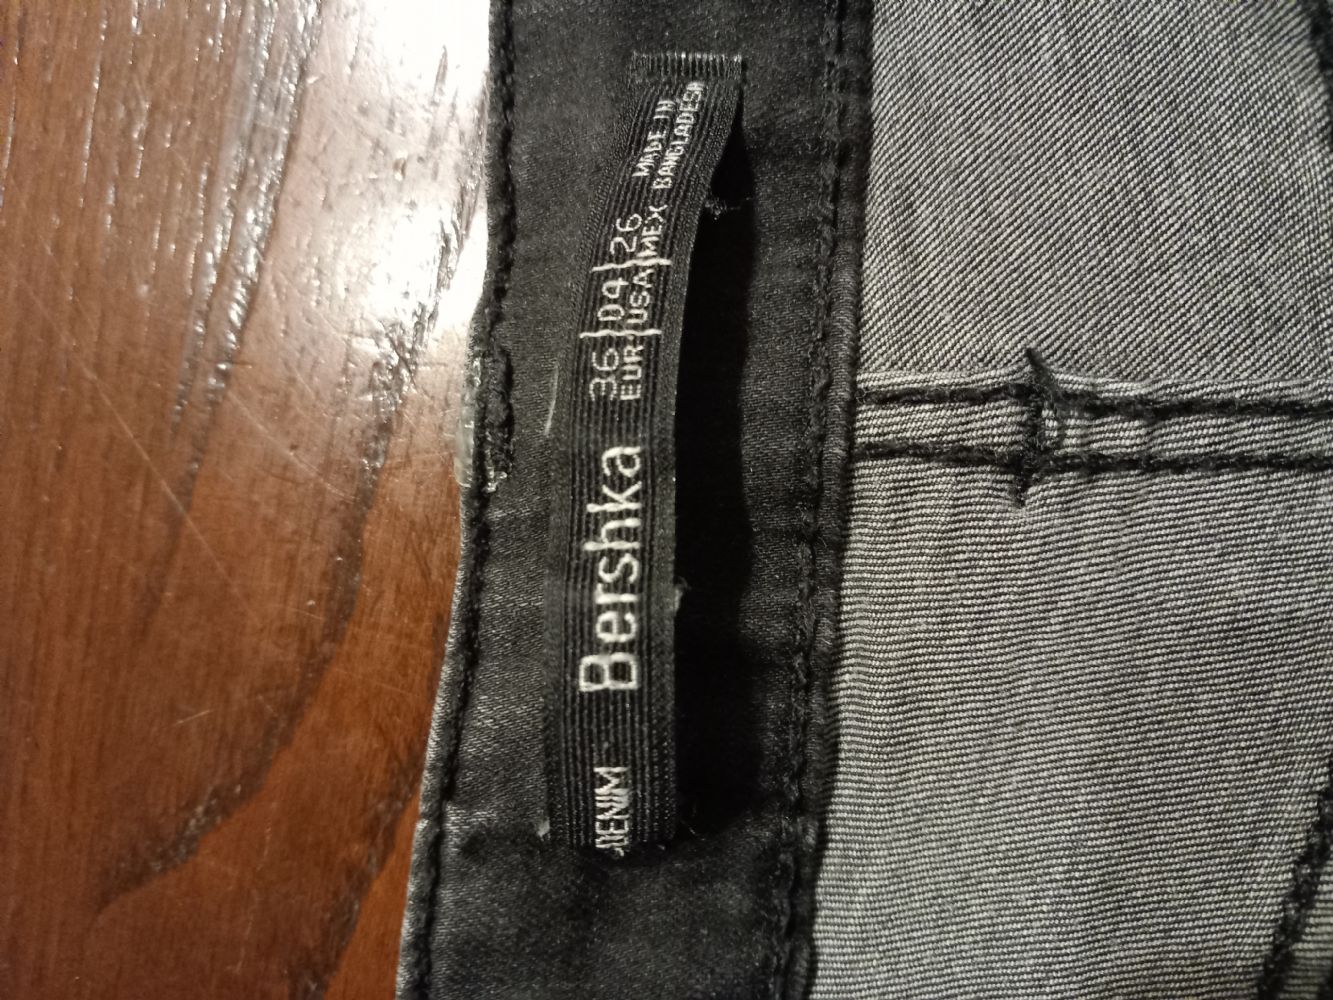 DENIM
Bershka
36 | 04 | 26
EUR | USA | MEX
MADE IN
BANGLADESH